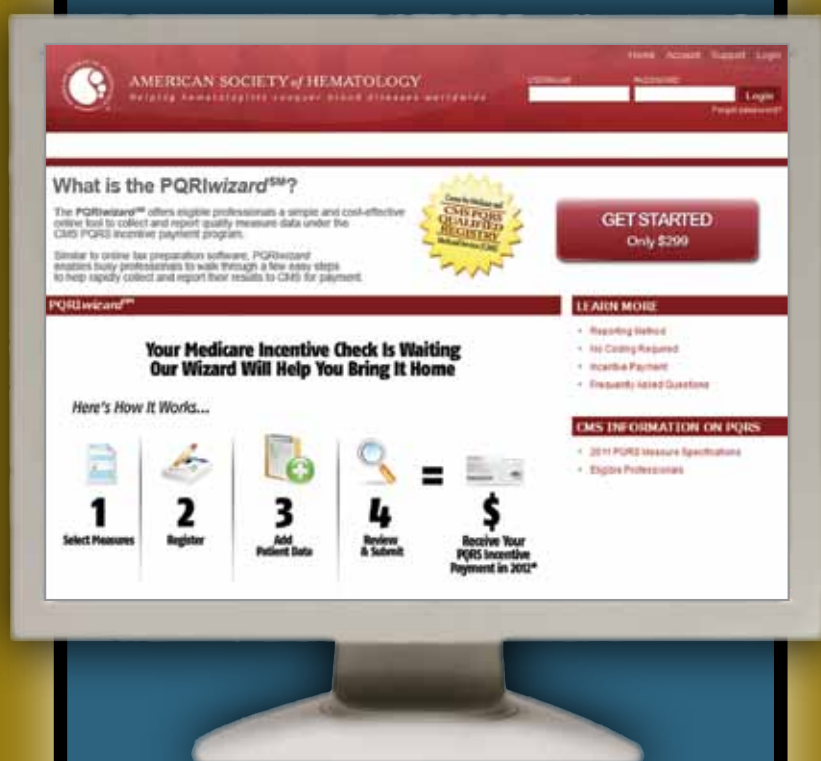 Home Account Support Login
AMERICAN SOCIETY of HEMATOLOGY
Helping hematologists conquer blood diseases worldwide
USERNAME PASSWORD
Login
Forgot password?
What is the PQRIwizard℠?
The PQRIwizard℠ offers eligible professionals a simple and cost-effective
online tool to collect and report quality measure data under the
CMS PQRS incentive payment program.
Similar to online tax preparation software, PQRIwizard
enables busy professionals to walk through a few easy steps
to help rapidly collect and report their results to CMS for payment.
CMS PQRS
QUALIFIED
REGISTRY
GET STARTED
Only $299
PQRIwizard℠
Your Medicare Incentive Check Is Waiting
Our Wizard Will Help You Bring It Home
Here's How It Works...
1
Select Measures
2
Register
3
Add
Patient Data
4
Review
& Submit
=
$
Receive Your
PQRS Incentive
Payment in 2012*
LEARN MORE
Reporting Method
No Coding Required
Incentive Payment
Frequently Asked Questions
CMS INFORMATION ON PQRS
2011 PQRS Measure Specifications
Eligible Professionals